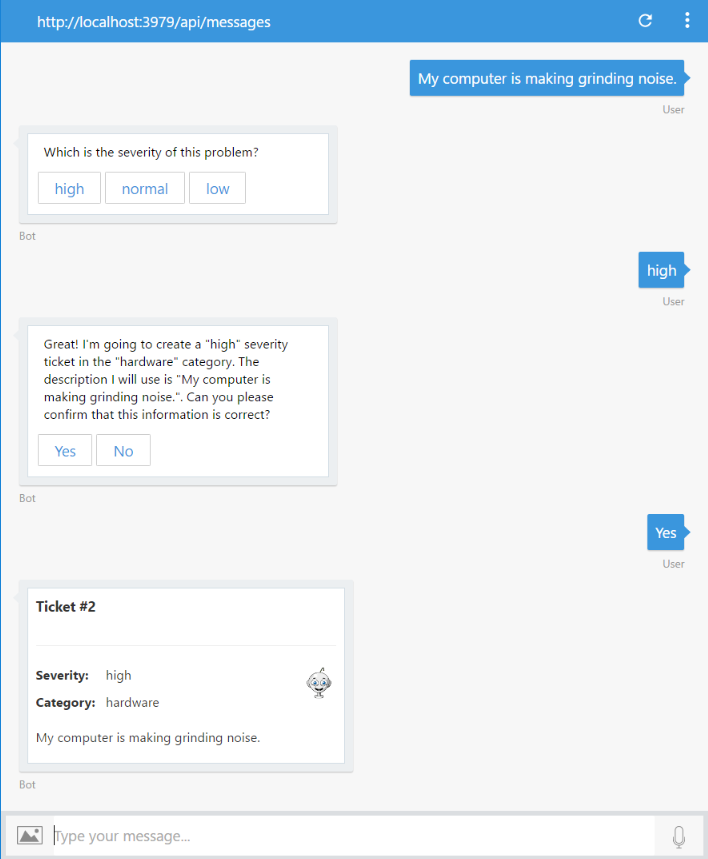 http://localhost:3979/api/messages
My computer is making grinding noise.
User
Which is the severity of this problem?
high normal low
Bot
high
User
Great! I'm going to create a "high" severity
ticket in the "hardware" category. The
description I will use is "My computer is
making grinding noise.". Can you please
confirm that this information is correct?
Yes No
Bot
Yes
User
Ticket #2
Severity: high
Category: hardware
My computer is making grinding noise.
Bot
Type your message...